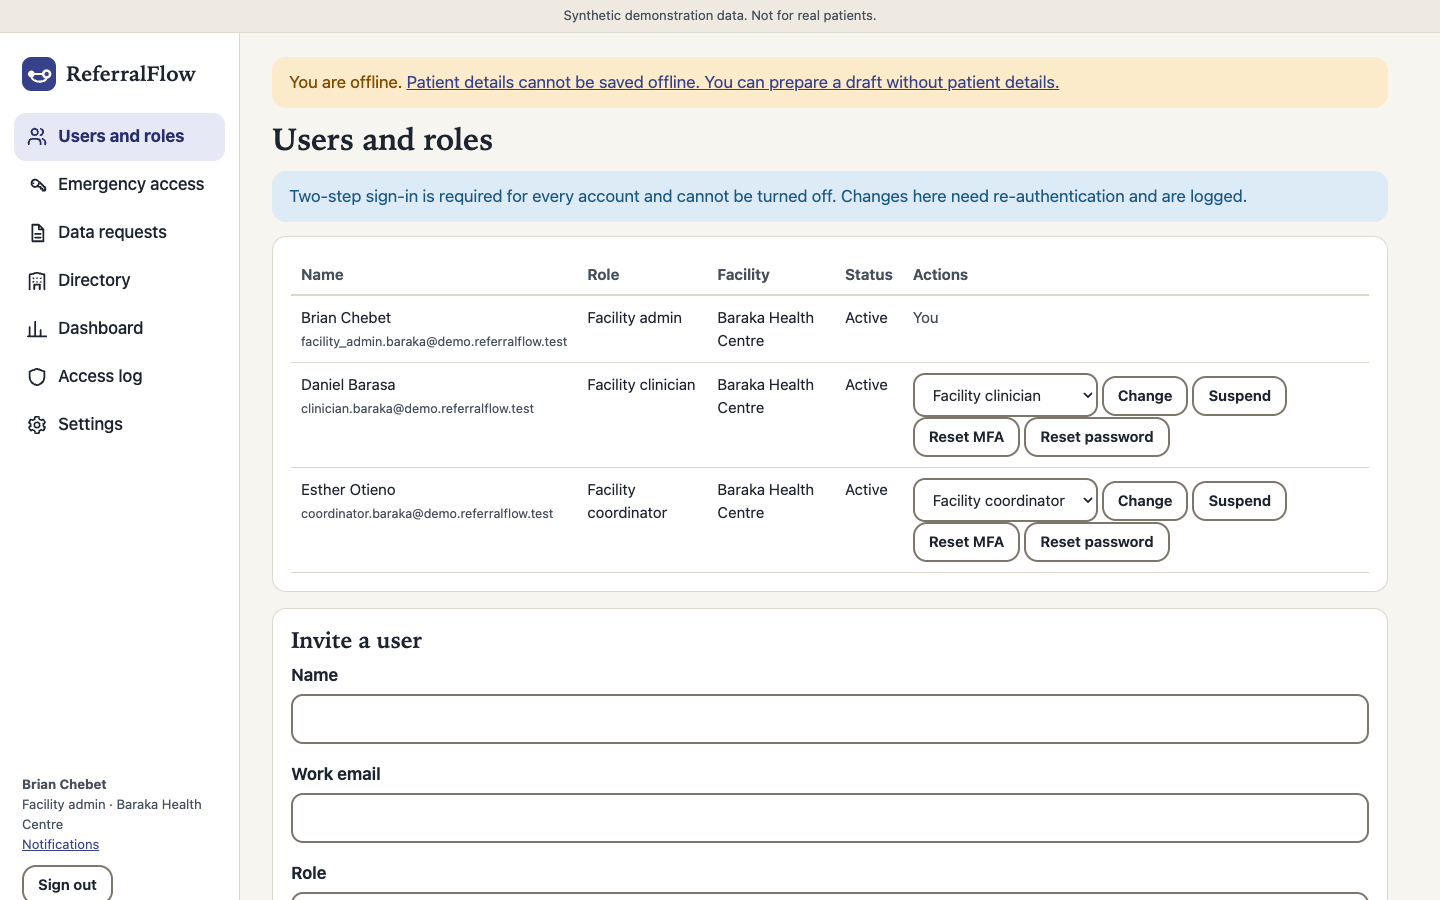 Synthetic demonstration data. Not for real patients.
ReferralFlow
Users and roles
Emergency access
Data requests
Directory
Dashboard
Access log
Settings
Brian Chebet
Facility admin · Baraka Health
Centre
Notifications
Sign out
You are offline. Patient details cannot be saved offline. You can prepare a draft without patient details.
Users and roles
Two-step sign-in is required for every account and cannot be turned off. Changes here need re-authentication and are logged.
Name Role Facility Status Actions
Brian Chebet Facility admin Baraka Health Active You
facility_admin.baraka@demo.referralflow.test Centre
Daniel Barasa Facility clinician Baraka Health Active Facility clinician Change Suspend
clinician.baraka@demo.referralflow.test Centre
Reset MFA Reset password
Esther Otieno Facility Baraka Health Active Facility coordinator Change Suspend
coordinator.baraka@demo.referralflow.test coordinator Centre
Reset MFA Reset password
Invite a user
Name
Work email
Role